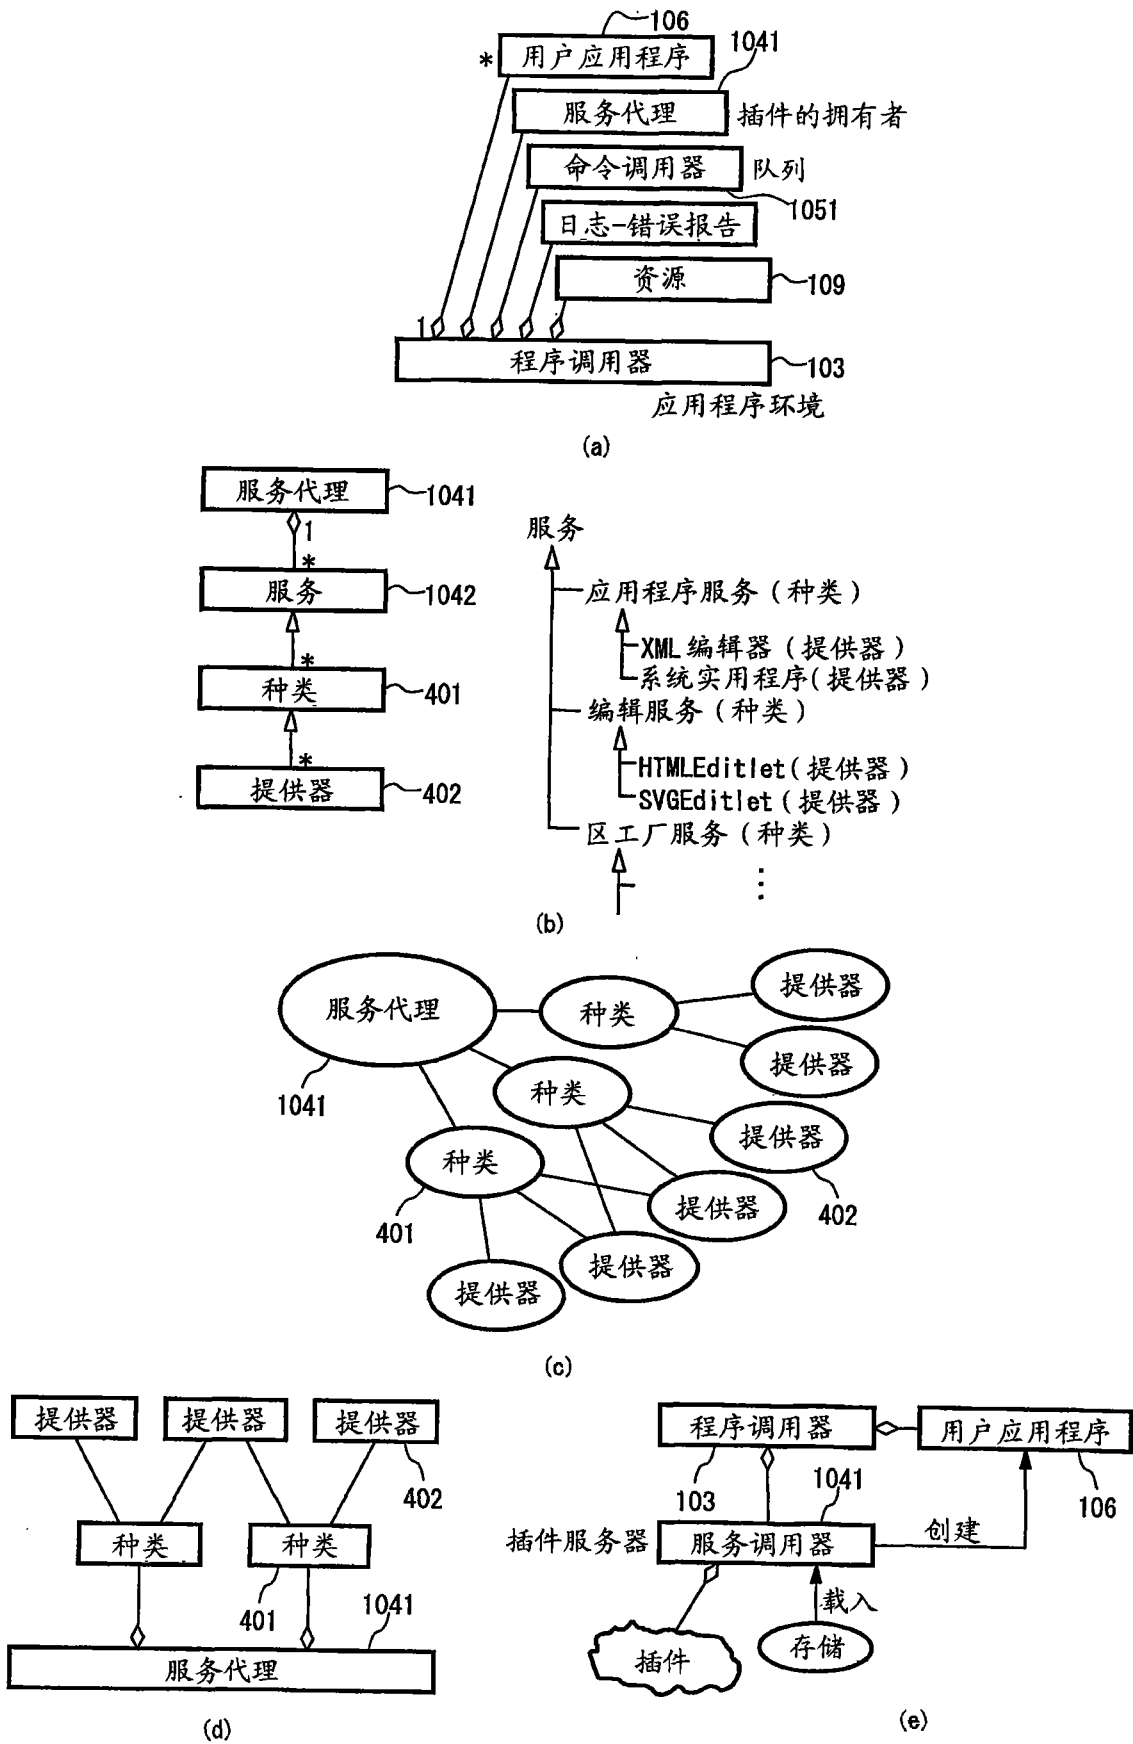 106
* 用户应用程序
1041
服务代理 插件的拥有者
命令调用器 队列
1051
日志-错误报告
资源 109
1
程序调用器 103
应用程序环境
(a)
服务代理 1041
1
*
服务 1042
*
种类 401
*
提供器 402
服务
应用程序服务(种类)
XML编辑器(提供器)
系统实用程序(提供器)
编辑服务(种类)
HTMLEditlet(提供器)
SVGEditlet(提供器)
区工厂服务(种类)
⋮
(b)
服务代理
种类
提供器
提供器
1041
种类
提供器
种类
提供器
402
401
提供器
提供器
(c)
提供器 提供器 提供器
402
种类 种类
401
1041
服务代理
(d)
程序调用器 用户应用程序
103
1041
106
插件服务器 服务调用器 创建
载入
插件 存储
(e)